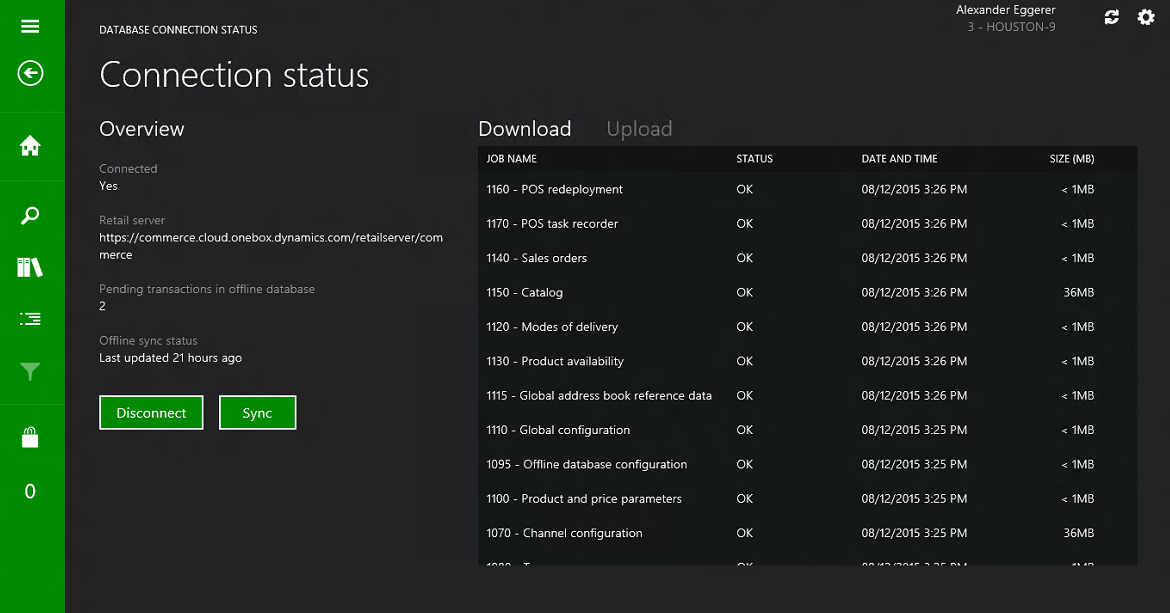 Alexander Eggerer
3 - HOUSTON-9
DATABASE CONNECTION STATUS
Connection status
Overview
Connected
Yes
Retail server
https://commerce.cloud.onebox.dynamics.com/retailserver/com
merce
Pending transactions in offline database
2
Offline sync status
Last updated 21 hours ago
Disconnect Sync
0
Download Upload
JOB NAME STATUS DATE AND TIME SIZE (MB)
1160 - POS redeployment OK 08/12/2015 3:26 PM < 1MB
1170 - POS task recorder OK 08/12/2015 3:26 PM < 1MB
1140 - Sales orders OK 08/12/2015 3:26 PM < 1MB
1150 - Catalog OK 08/12/2015 3:26 PM 36MB
1120 - Modes of delivery OK 08/12/2015 3:26 PM < 1MB
1130 - Product availability OK 08/12/2015 3:26 PM < 1MB
1115 - Global address book reference data OK 08/12/2015 3:26 PM < 1MB
1110 - Global configuration OK 08/12/2015 3:26 PM < 1MB
1095 - Offline database configuration OK 08/12/2015 3:25 PM < 1MB
1100 - Product and price parameters OK 08/12/2015 3:25 PM < 1MB
1070 - Channel configuration OK 08/12/2015 3:25 PM 36MB